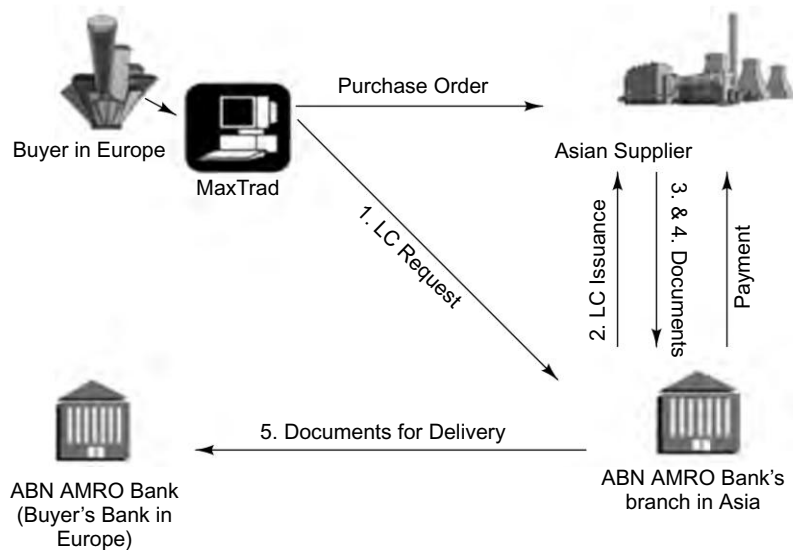 Purchase Order
Buyer in Europe
MaxTrad
Asian Supplier
1. LC Request
2. LC Issuance
3. & 4. Documents
Payment
5. Documents for Delivery
ABN AMRO Bank
(Buyer's Bank in
Europe)
ABN AMRO Bank's
branch in Asia